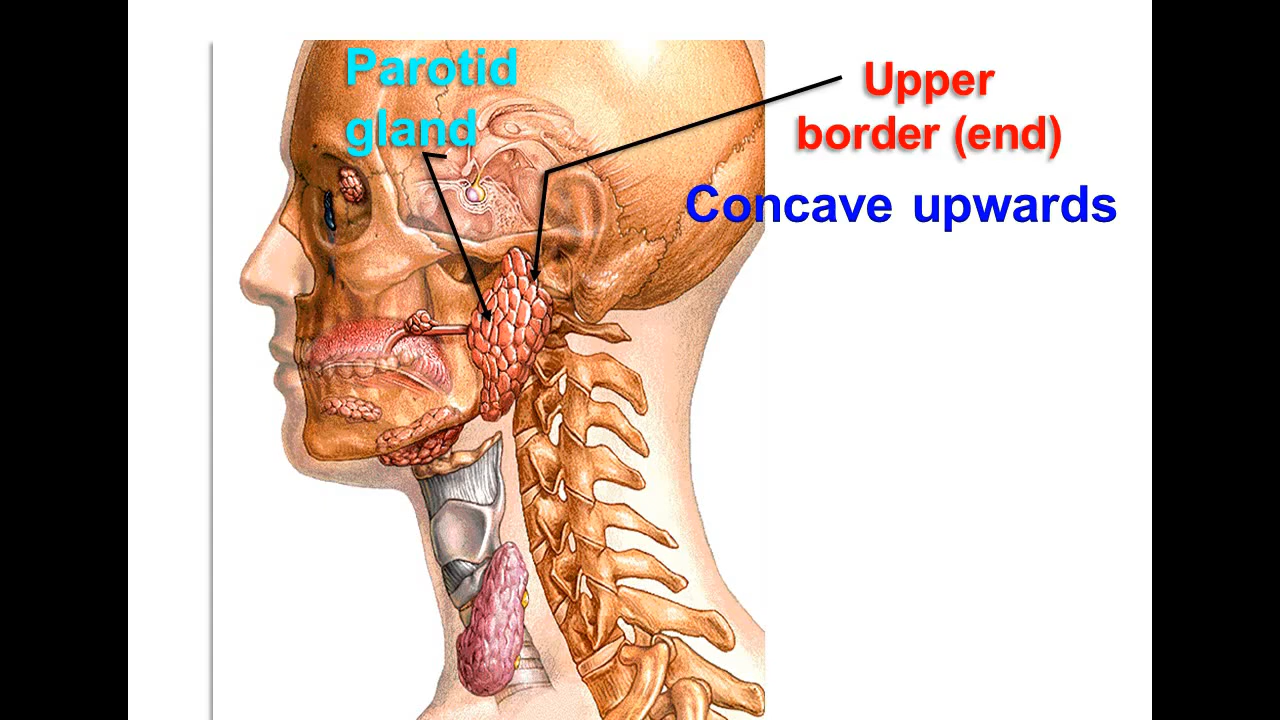 Parotid
gland
Upper
border (end)
Concave upwards